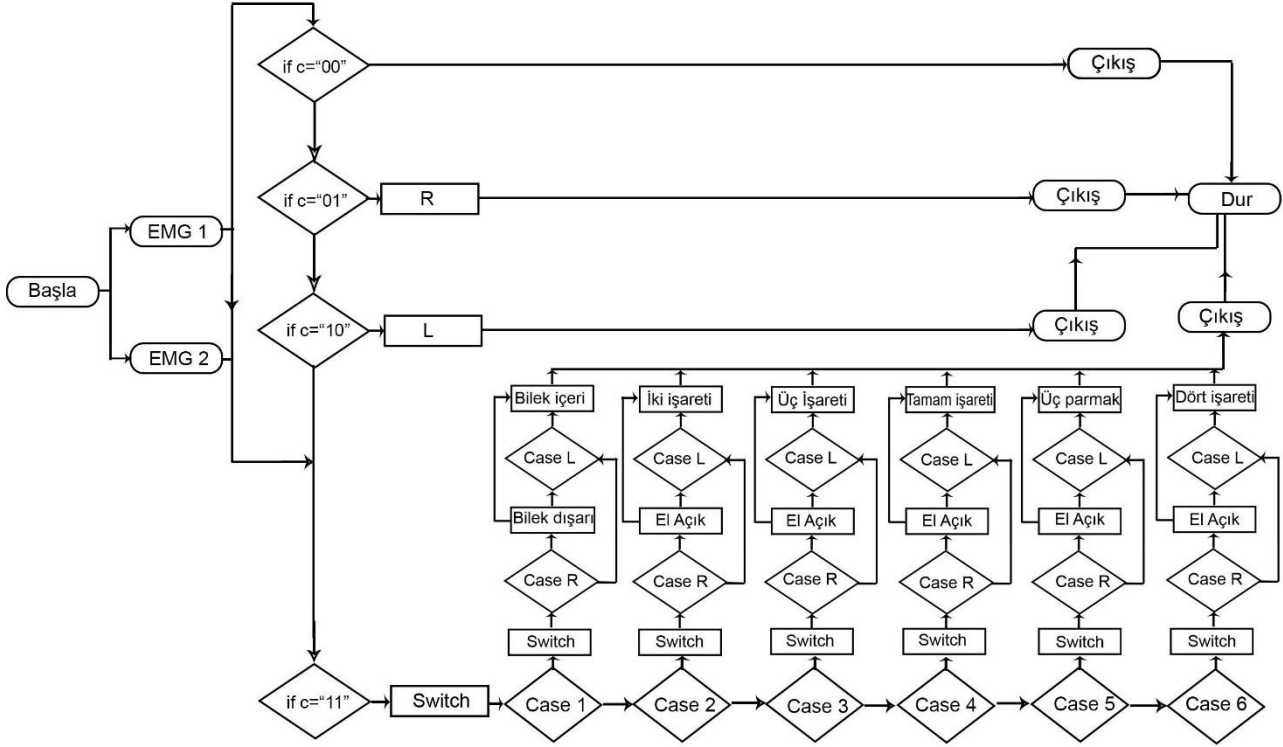 if c=“00”
Çıkış
if c=“01”
R
Çıkış
Dur
EMG 1
Başla
EMG 2
if c=“10”
L
Çıkış
Çıkış
Bilek içeri
İki işareti
Üç İşareti
Tamam işareti
Üç parmak
Dört işareti
Case L
Case L
Case L
Case L
Case L
Case L
Bilek dışarı
El Açık
El Açık
El Açık
El Açık
El Açık
Case R
Case R
Case R
Case R
Case R
Case R
Switch
Switch
Switch
Switch
Switch
Switch
if c=“11”
Switch
Case 1
Case 2
Case 3
Case 4
Case 5
Case 6